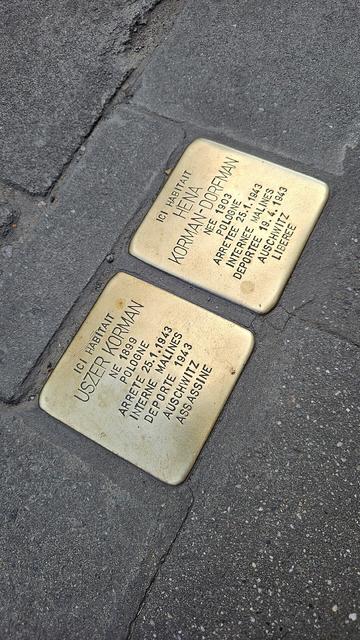 ICI HABITAIT
HENA
KORMAN-DORFMAN
NÉE 1903
POLOGNE
ARRÊTÉE 25.1.1943
INTERNÉE MALINES
DÉPORTÉE 19.4.1943
AUSCHWITZ
LIBÉRÉE
ICI HABITAIT
USZER KORMAN
NÉ 1899
POLOGNE
ARRÊTÉ 25.1.1943
INTERNÉ MALINES
DÉPORTÉ 1943
AUSCHWITZ
ASSASSINÉ